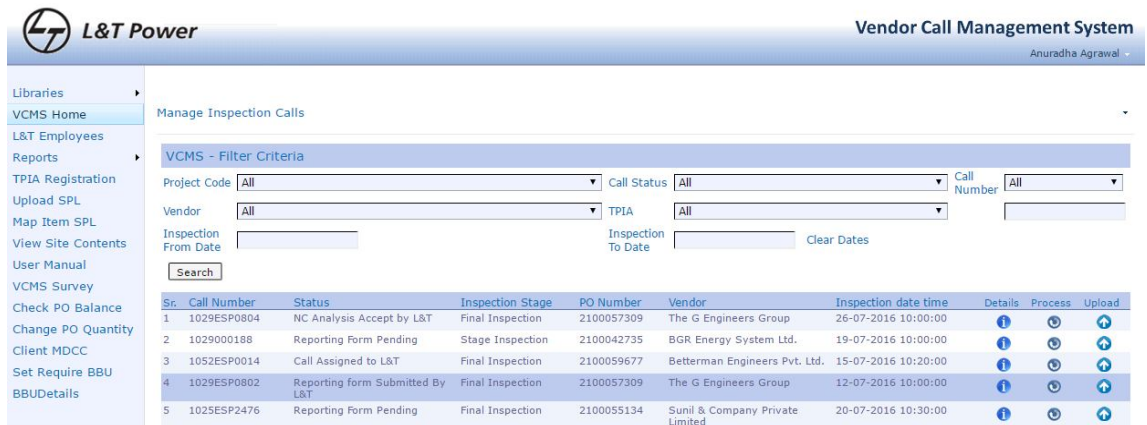 L&T Power
Vendor Call Management System
Anuradha Agrawal
Libraries
VCMS Home
L&T Employees
Reports
TPIA Registration
Upload SPL
Map Item SPL
View Site Contents
User Manual
VCMS Survey
Check PO Balance
Change PO Quantity
Client MDCC
Set Require BBU
BBUDetails
Manage Inspection Calls
VCMS - Filter Criteria
Project Code All Call Status All Call Number All
Vendor All TPIA All
Inspection From Date Inspection To Date Clear Dates
Search
Sr. Call Number Status Inspection Stage PO Number Vendor Inspection date time Details Process Upload
1 1029ESP0804 NC Analysis Accept by L&T Final Inspection 2100057309 The G Engineers Group 26-07-2016 10:00:00
2 1029000188 Reporting Form Pending Stage Inspection 2100042735 BGR Energy System Ltd. 19-07-2016 10:00:00
3 1052ESP0014 Call Assigned to L&T Final Inspection 2100059677 Betterman Engineers Pvt. Ltd. 15-07-2016 10:20:00
4 1029ESP0802 Reporting form Submitted By L&T Final Inspection 2100057309 The G Engineers Group 12-07-2016 10:00:00
5 1025ESP2476 Reporting Form Pending Final Inspection 2100055134 Sunil & Company Private Limited 20-07-2016 10:30:00